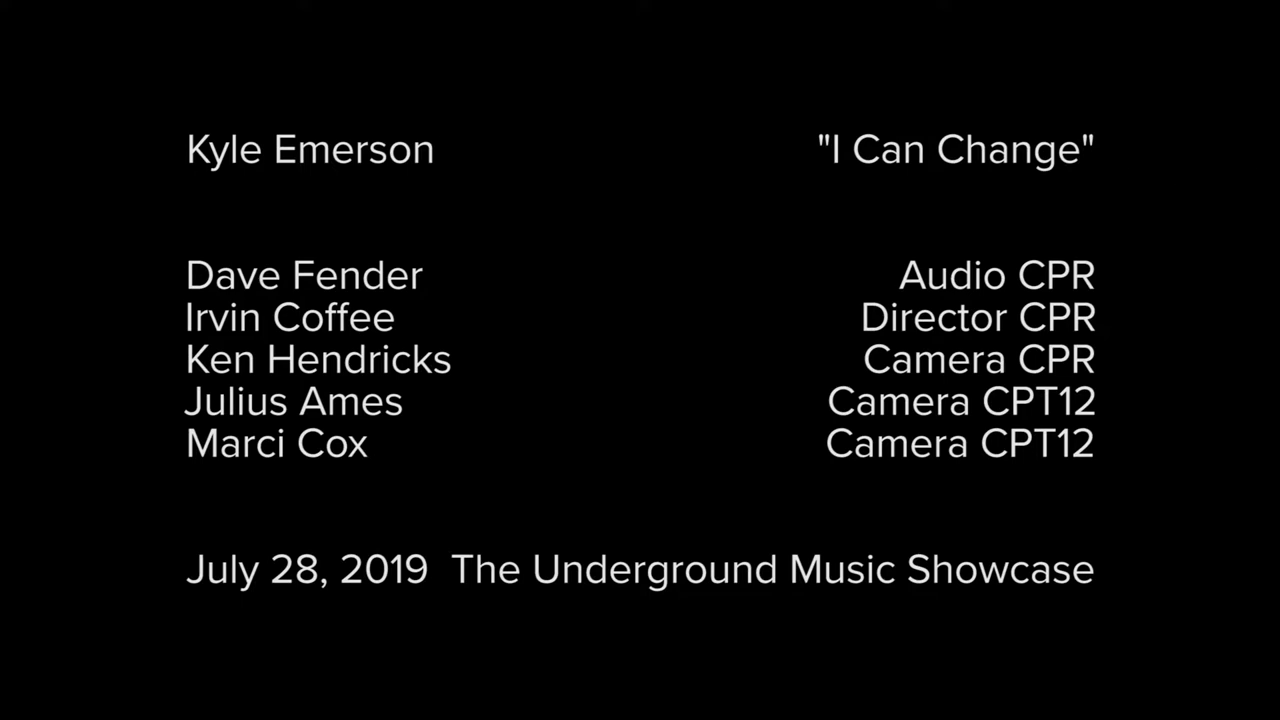 Kyle Emerson "I Can Change"
Dave Fender Audio CPR
Irvin Coffee Director CPR
Ken Hendricks Camera CPR
Julius Ames Camera CPT12
Marci Cox Camera CPT12
July 28, 2019 The Underground Music Showcase